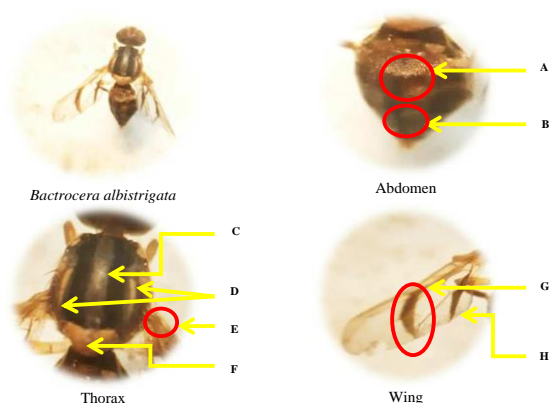 A
B
Bactrocera albistrigata
Abdomen
C
D
E
F
G
H
Thorax
Wing